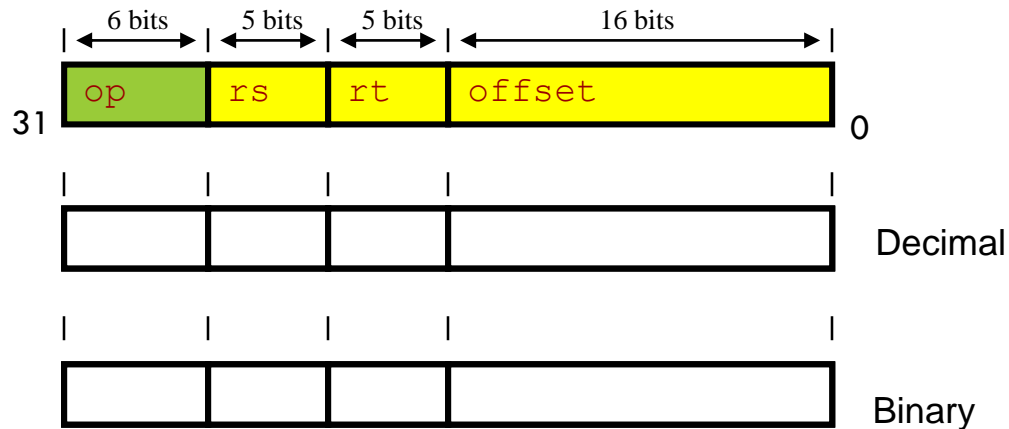 6 bits 5 bits 5 bits 16 bits
31 op rs rt offset 0
Decimal
Binary